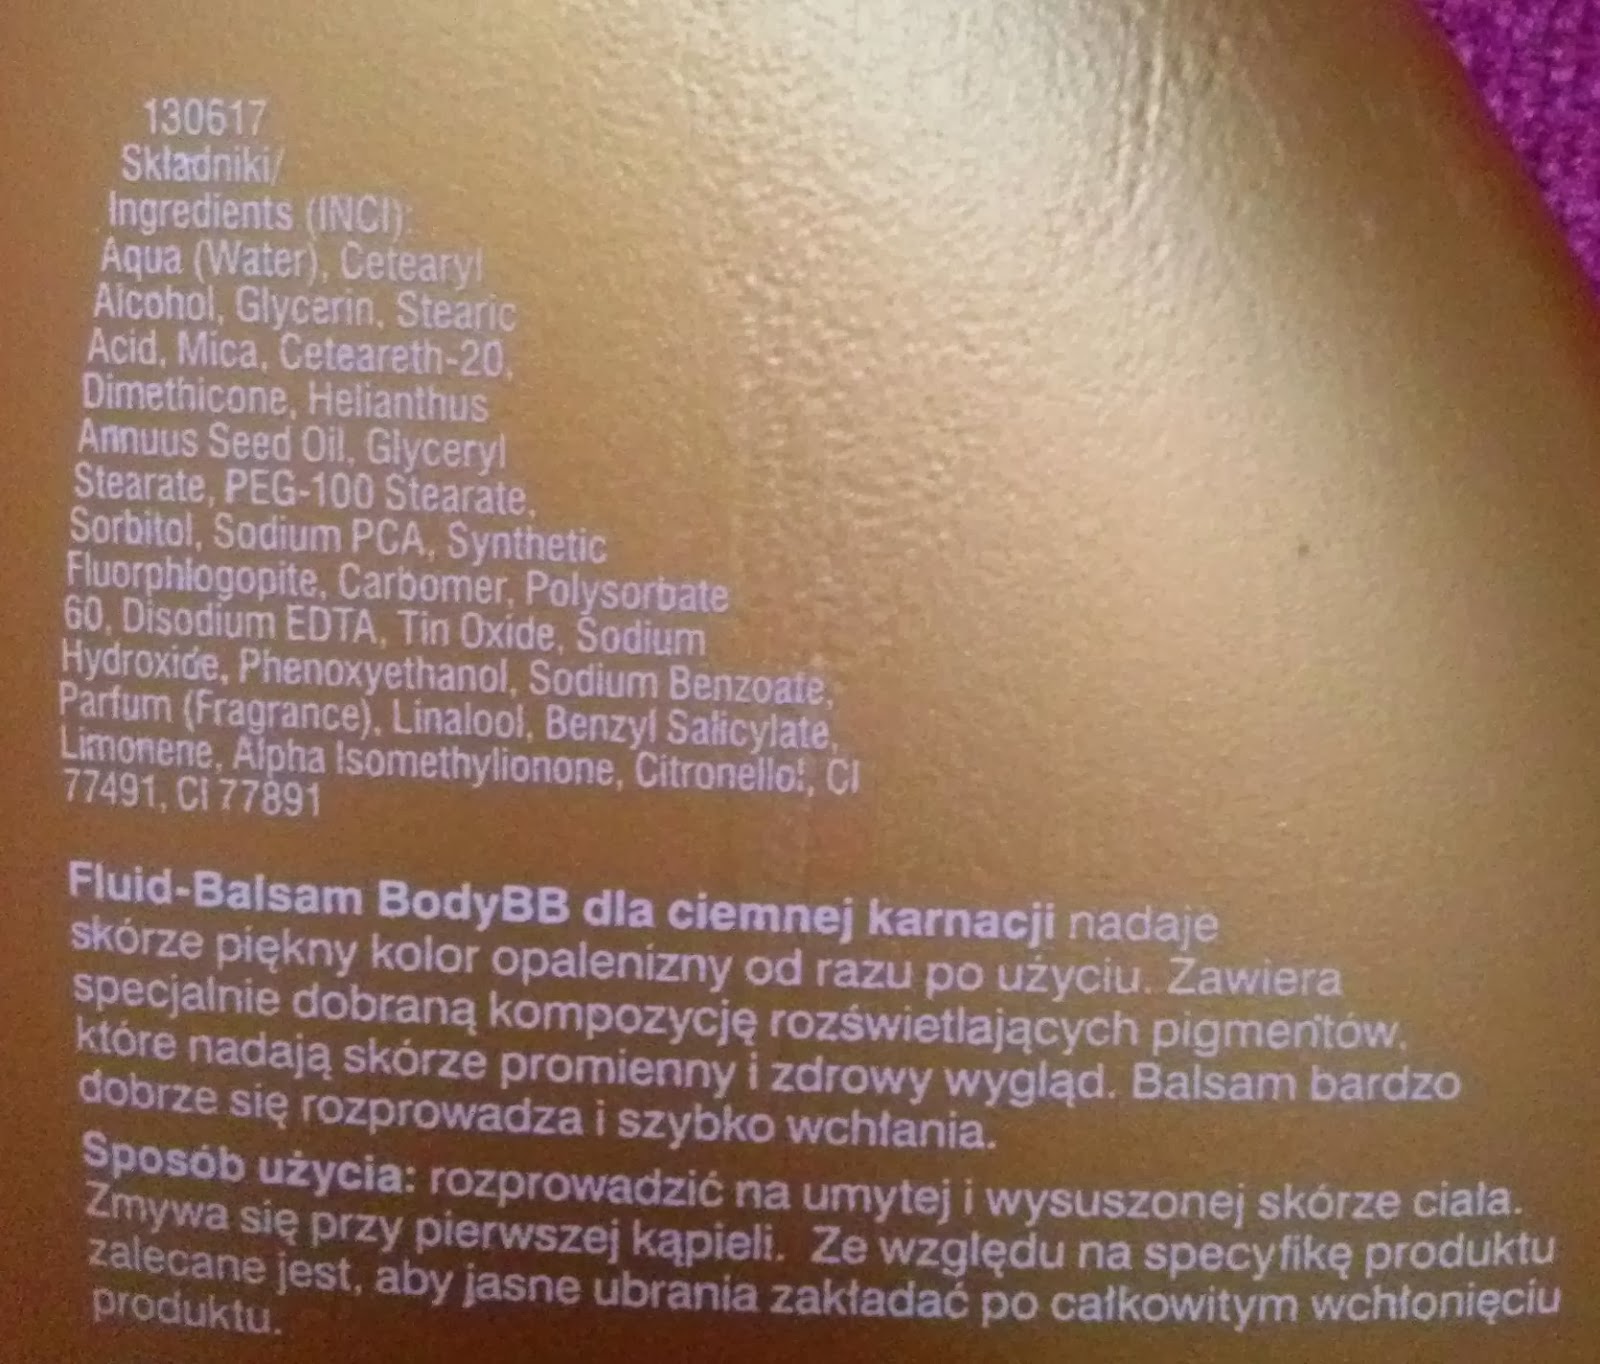 130617
Składniki/
Ingredients (INCI):
Aqua (Water), Cetearyl
Alcohol, Glycerin, Stearic
Acid, Mica, Ceteareth-20,
Dimethicone, Helianthus
Annuus Seed Oil, Glyceryl
Stearate, PEG-100 Stearate,
Sorbitol, Sodium PCA, Synthetic
Fluorphlogopite, Carbomer, Polysorbate
60, Disodium EDTA, Tin Oxide, Sodium
Hydroxide, Phenoxyethanol, Sodium Benzoate,
Parfum (Fragrance), Linalool, Benzyl Salicylate,
Limonene, Alpha Isomethylionone, Citronellol, CI
77491, CI 77891
Fluid-Balsam BodyBB dla ciemnej karnacji nadaje
skórze piękny kolor opalenizny od razu po użyciu. Zawiera
specjalnie dobraną kompozycję rozświetlających pigmentów,
które nadają skórze promienny i zdrowy wygląd. Balsam bardzo
dobrze się rozprowadza i szybko wchłania.
Sposób użycia: rozprowadzić na umytej i wysuszonej skórze ciała.
Zmywa się przy pierwszej kąpieli. Ze względu na specyfikę produktu
zalecane jest, aby jasne ubrania zakładać po całkowitym wchłonięciu
produktu.